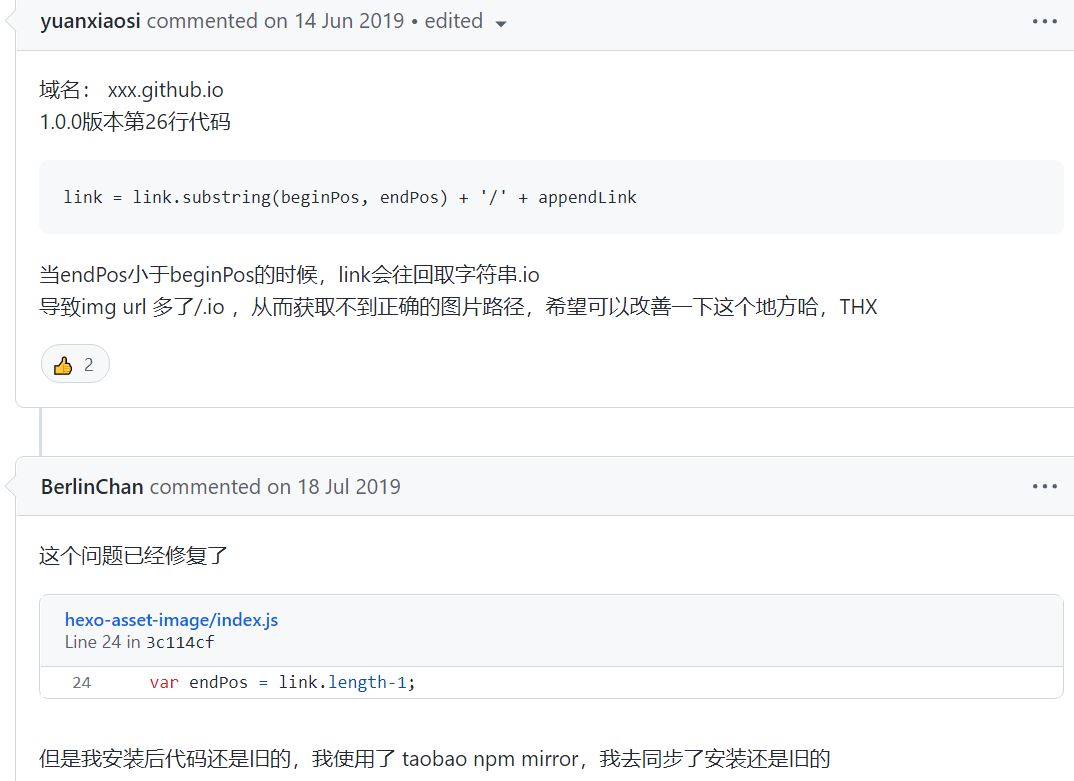 yuanxiaosi commented on 14 Jun 2019 • edited
域名： xxx.github.io
1.0.0版本第26行代码
link = link.substring(beginPos, endPos) + '/' + appendLink
当endPos小于beginPos的时候，link会往回取字符串.io
导致img url 多了/.io ，从而获取不到正确的图片路径，希望可以改善一下这个地方哈，THX
👍 2
BerlinChan commented on 18 Jul 2019
这个问题已经修复了
hexo-asset-image/index.js
Line 24 in 3c114cf
24 var endPos = link.length-1;
但是我安装后代码还是旧的，我使用了 taobao npm mirror，我去同步了安装还是旧的